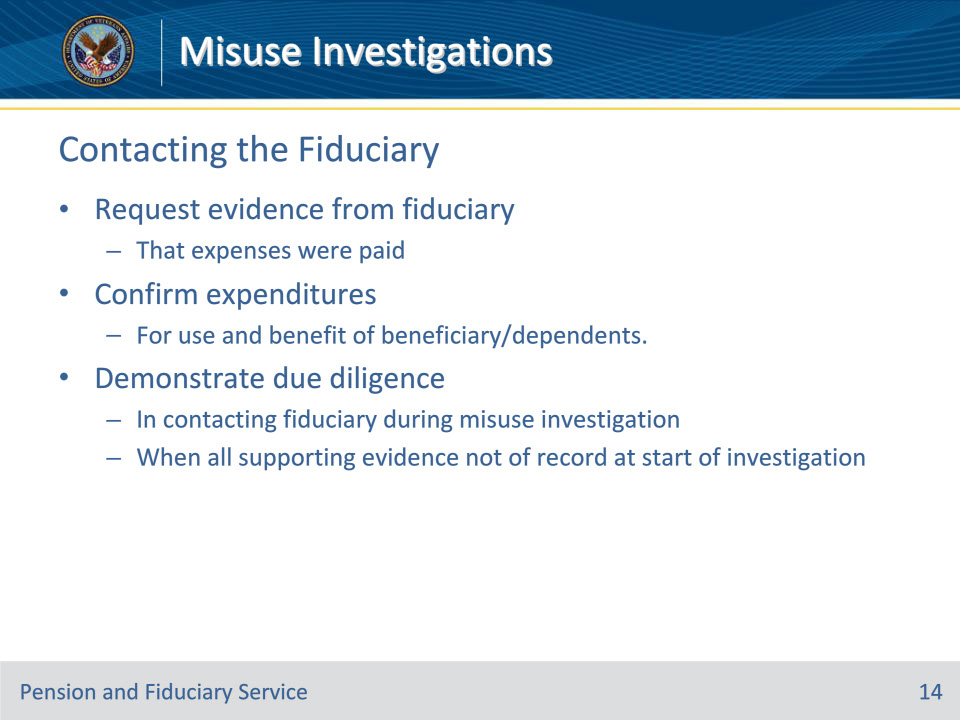 Misuse Investigations
Contacting the Fiduciary
• Request evidence from fiduciary
– That expenses were paid
• Confirm expenditures
– For use and benefit of beneficiary/dependents.
• Demonstrate due diligence
– In contacting fiduciary during misuse investigation
– When all supporting evidence not of record at start of investigation
Pension and Fiduciary Service
14